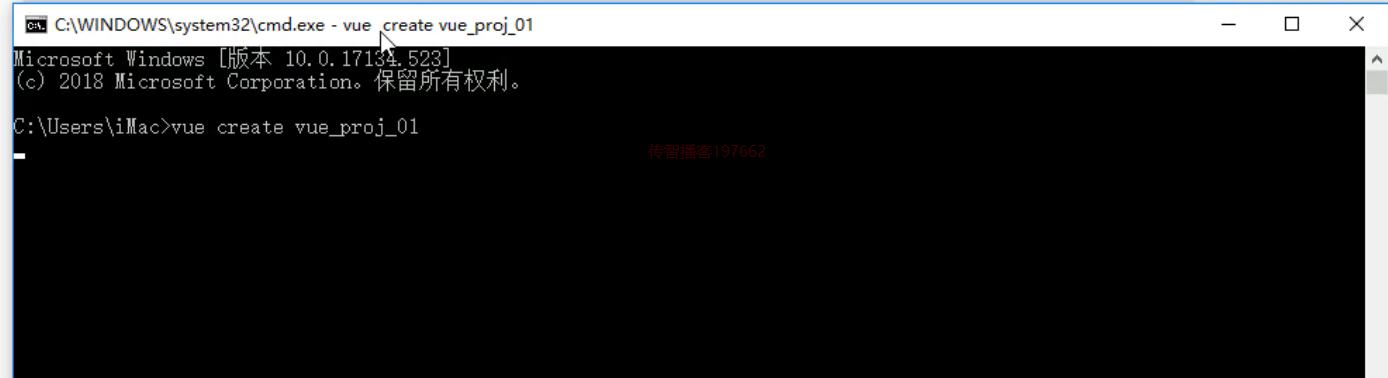 C:\WINDOWS\system32\cmd.exe - vue  create vue_proj_01
Microsoft Windows [版本 10.0.17134.523]
(c) 2018 Microsoft Corporation。保留所有权利。
C:\Users\iMac>vue create vue_proj_01
传智播客197662